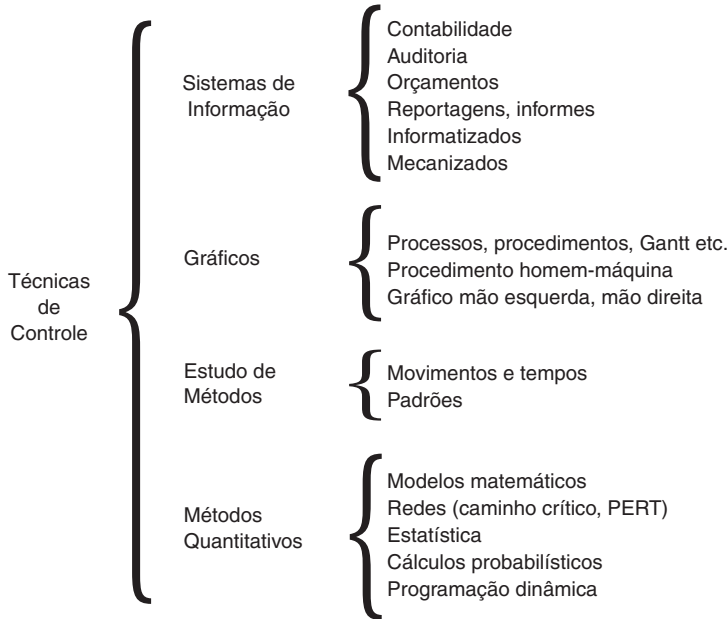 Técnicas
de
Controle
Sistemas de
Informação
Contabilidade
Auditoria
Orçamentos
Reportagens, informes
Informatizados
Mecanizados
Gráficos
Processos, procedimentos, Gantt etc.
Procedimento homem-máquina
Gráfico mão esquerda, mão direita
Estudo de
Métodos
Movimentos e tempos
Padrões
Métodos
Quantitativos
Modelos matemáticos
Redes (caminho crítico, PERT)
Estatística
Cálculos probabilísticos
Programação dinâmica